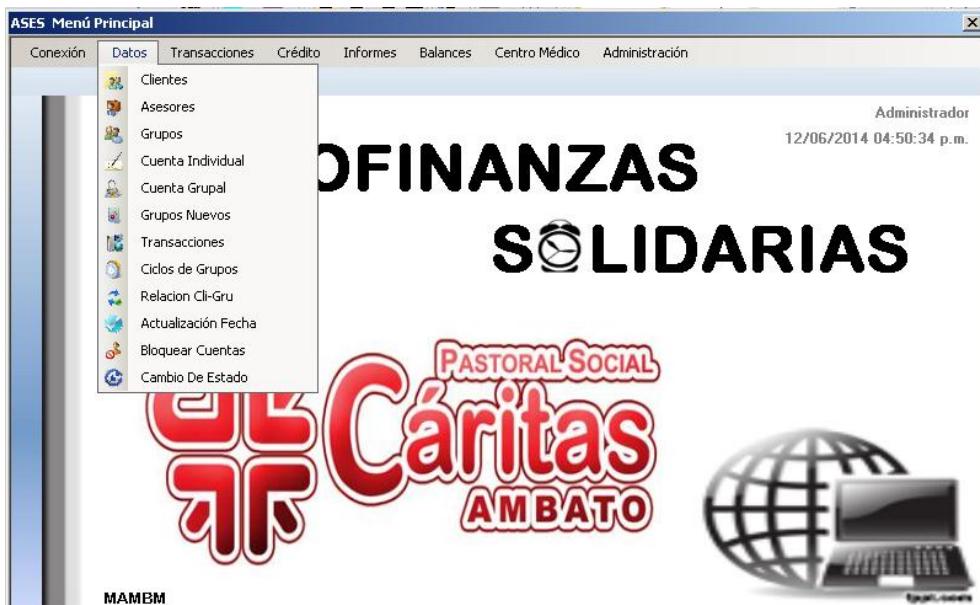 ASES Menú Principal
Conexión Datos Transacciones Crédito Informes Balances Centro Médico Administración
Clientes
Asesores
Grupos
Cuenta Individual
Cuenta Grupal
Grupos Nuevos
Transacciones
Ciclos de Grupos
Relacion Cli-Gru
Actualización Fecha
Bloquear Cuentas
Cambio De Estado
Administrador
12/06/2014 04:50:34 p.m.
OFINANZAS
SOLIDARIAS
PASTORAL SOCIAL
Cáritas
AMBATO
MAMBM